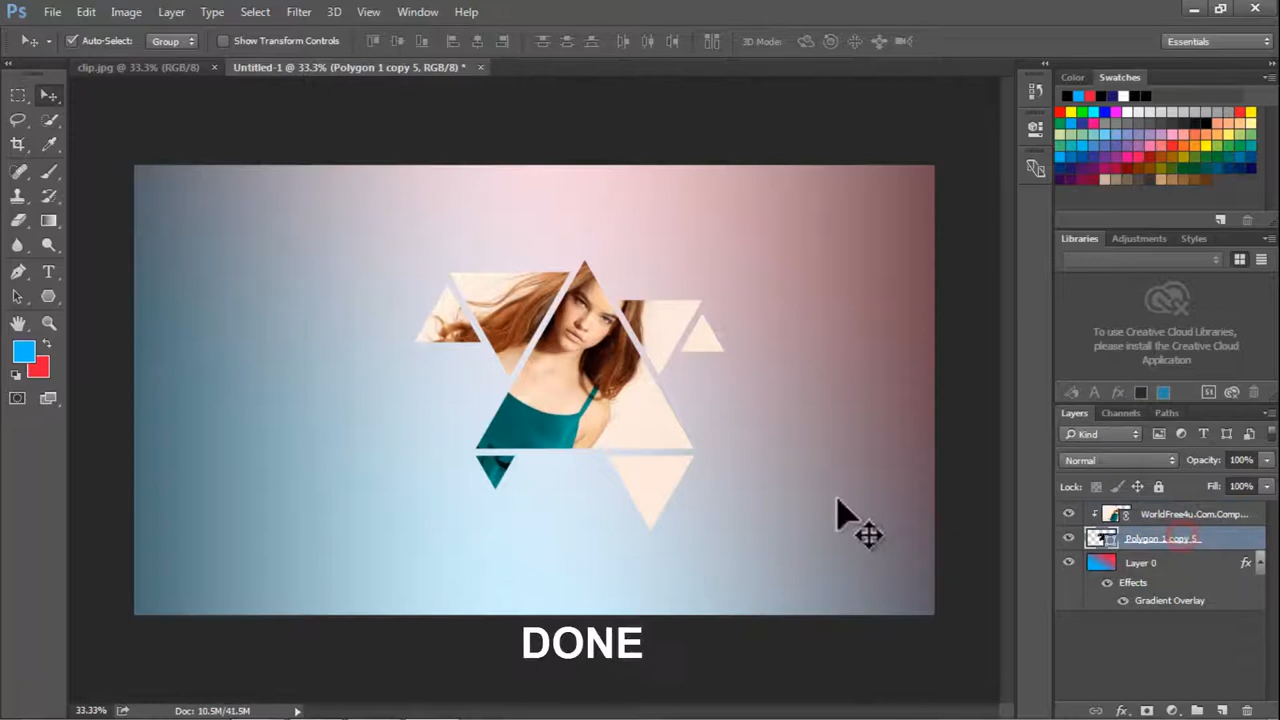 Ps File Edit Image Layer Type Select Filter 3D View Window Help
Auto-Select: Group Show Transform Controls 3D Mode: Essentials
clip.jpg @ 33.3% (RGB/8) × Untitled-1 @ 33.3% (Polygon 1 copy 5, RGB/8) * ×
Color Swatches
Libraries Adjustments Styles
To use Creative Cloud Libraries,
please install the Creative Cloud
Application
Layers Channels Paths
Kind
Normal Opacity: 100%
Lock: Fill: 100%
WorldFree4u.Com.Comp...
Polygon 1 copy 5
Layer 0 fx
Effects
Gradient Overlay
DONE
33.33% Doc: 10.5M/41.5M